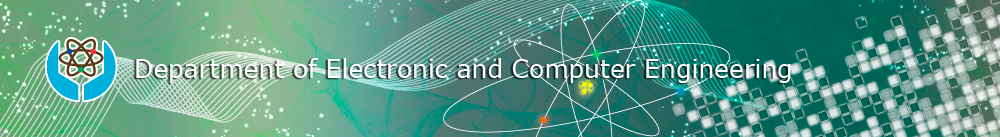 Department of Electronic and Computer Engineering